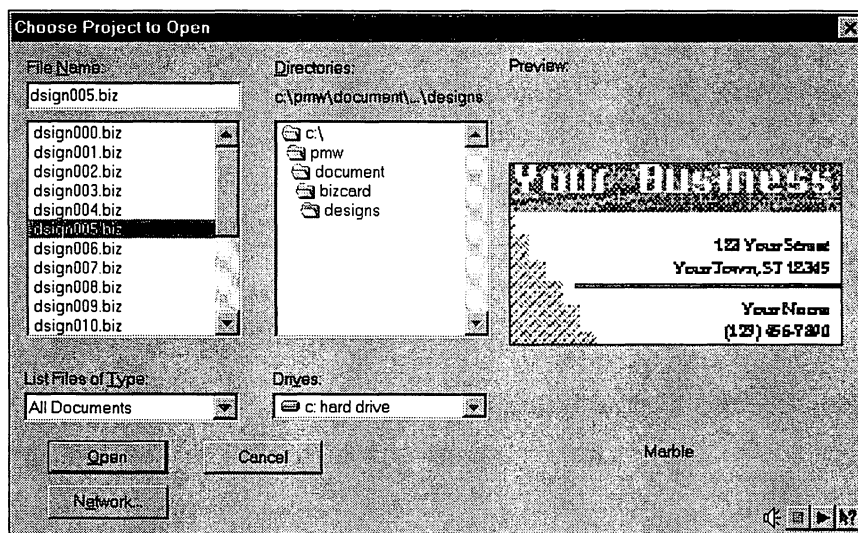 Choose Project to Open
File Name:
dsign005.biz
dsign000.biz
dsign001.biz
dsign002.biz
dsign003.biz
dsign004.biz
dsign005.biz
dsign006.biz
dsign007.biz
dsign008.biz
dsign009.biz
dsign010.biz
List Files of Type:
All Documents
Open
Cancel
Network...
Directories:
c:\pmw\document\...\designs
c:\
pmw
document
bizcard
designs
Drives:
c: hard drive
Preview:
Your Business
123 Your Street
Your Town, ST 12345
Your Name
(123) 456-7890
Marble
?